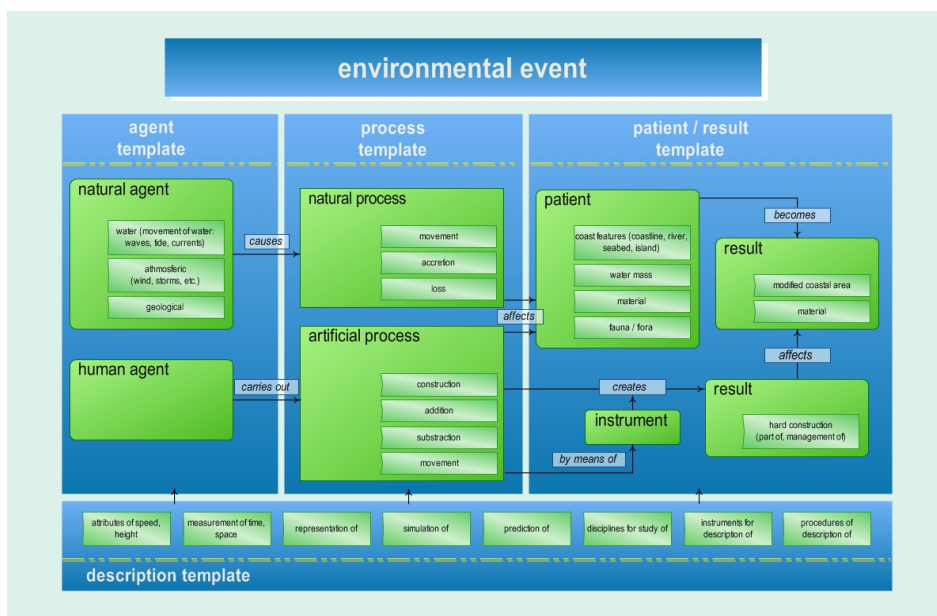 environmental event
agent
template
natural agent
water (movement of water:
waves, tide, currents)
athmosferic
(wind, storms, etc.)
geological
human agent
causes
carries out
process
template
natural process
movement
accretion
loss
artificial process
construction
addition
substraction
movement
affects
patient / result
template
patient
coast features (coastline, river,
seabed, island)
water mass
material
fauna / flora
becomes
result
modified coastal area
material
affects
creates
result
hard construction
(part of, management of)
instrument
by means of
attributes of speed,
height
measurement of time,
space
representation of
simulation of
prediction of
disciplines for study of
instruments for
description of
procedures of
description of
description template